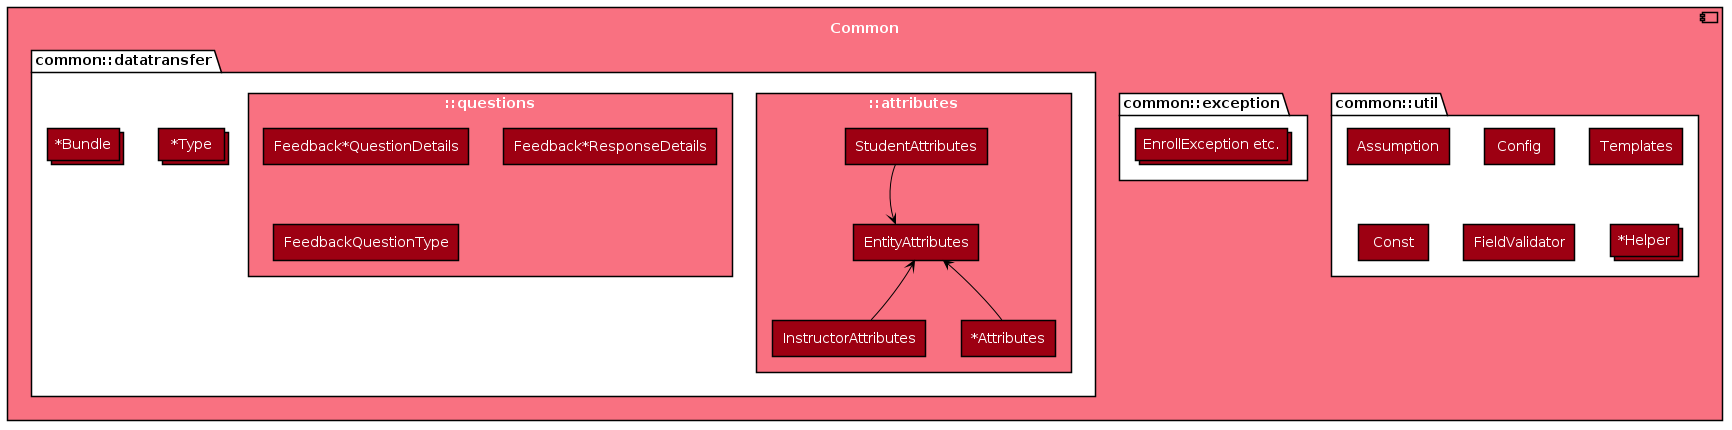 Common
common::datatransfer
*Bundle
*Type
::questions
Feedback*QuestionDetails
Feedback*ResponseDetails
FeedbackQuestionType
::attributes
StudentAttributes
EntityAttributes
InstructorAttributes
*Attributes
common::exception
EnrollException etc.
common::util
Assumption
Config
Templates
Const
FieldValidator
*Helper